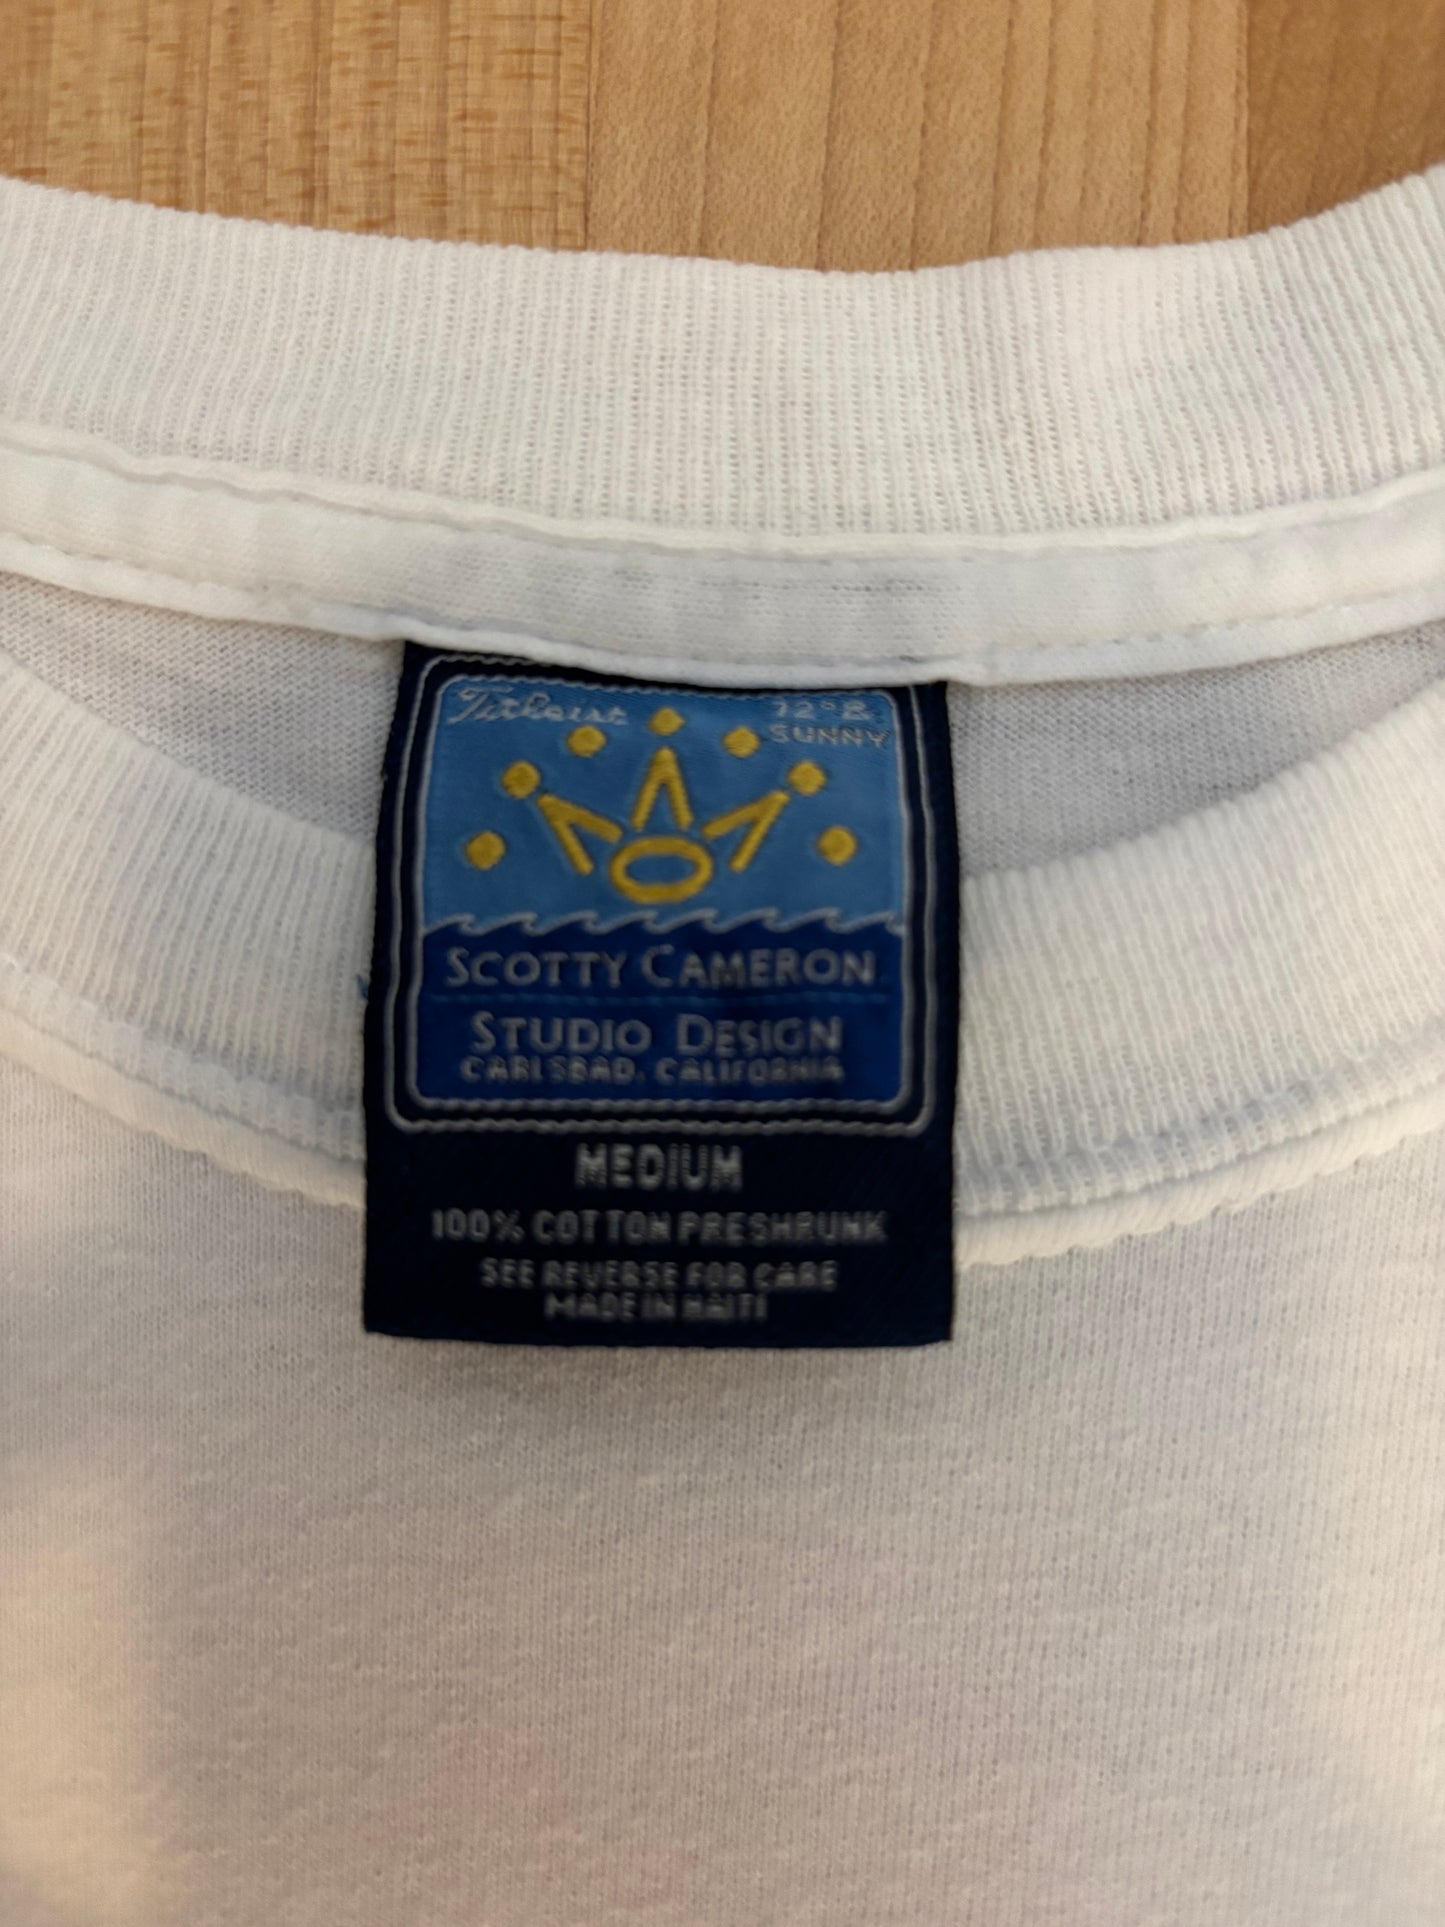 Titleist
72° &
SUNNY
SCOTTY CAMERON
STUDIO DESIGN
CARLSBAD, CALIFORNIA
MEDIUM
100% COTTON PRESHRUNK
SEE REVERSE FOR CARE
MADE IN HAITI